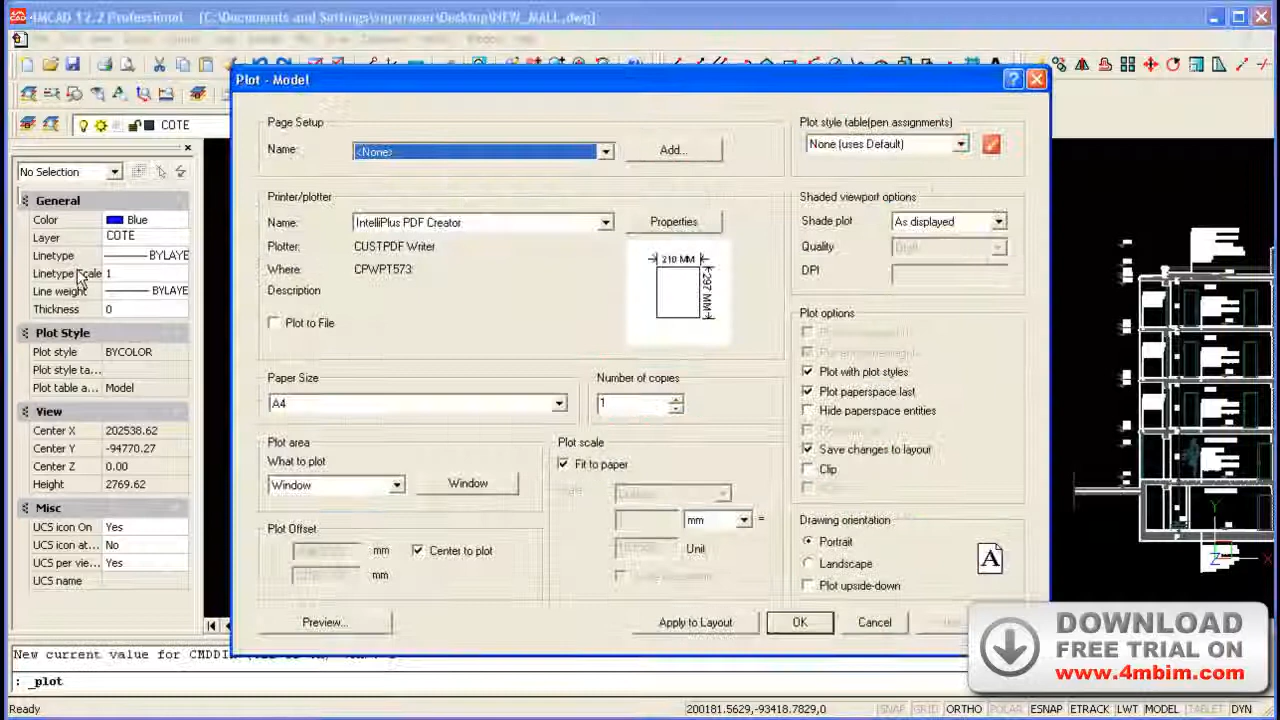 4MCAD 12.2 Professional - [C:\Documents and Settings\superuser\Desktop\NEW_MALL.dwg]
COTE
No Selection
General
Color Blue
Layer COTE
Linetype BYLAYE
Linetype Scale 1
Line weight BYLAYE
Thickness 0
Plot Style
Plot style BYCOLOR
Plot style ta...
Plot table a... Model
View
Center X 202538.62
Center Y -94770.27
Center Z 0.00
Height 2769.62
Misc
UCS icon On Yes
UCS icon at... No
UCS per vie... Yes
UCS name
Plot - Model
Page Setup
Name: <None> Add...
Printer/plotter
Name: IntelliPlus PDF Creator Properties
Plotter: CUSTPDF Writer
Where: CPWPT573:
Description
Plot to File
210 MM
297 MM
Paper Size
A4
Number of copies
1
Plot area
What to plot
Window Window
Plot Offset
mm Center to plot
mm
Plot scale
Fit to paper
mm =
Unit
Plot style table(pen assignments)
None (uses Default)
Shaded viewport options
Shade plot As displayed
Quality Draft
DPI
Plot options
Plot with plot styles
Plot paperspace last
Hide paperspace entities
Save changes to layout
Clip
Drawing orientation
Portrait
Landscape
Plot upside-down
A
Preview... Apply to Layout OK Cancel
Y
Z X
New current value for
: _plot
Ready 200181.5629,-93418.7829,0 SNAP GRID ORTHO POLAR ESNAP ETRACK LWT MODEL TABLET DYN
DOWNLOAD
FREE TRIAL ON
www.4mbim.com